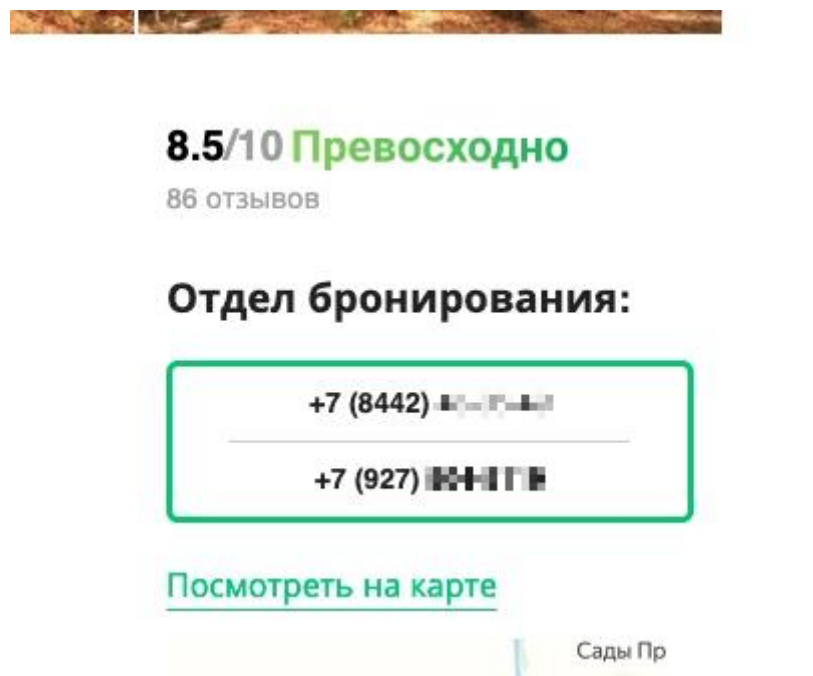 8.5/10 Превосходно
86 отзывов
Отдел бронирования:
+7 (8442)
+7 (927)
Посмотреть на карте
Сады Пр